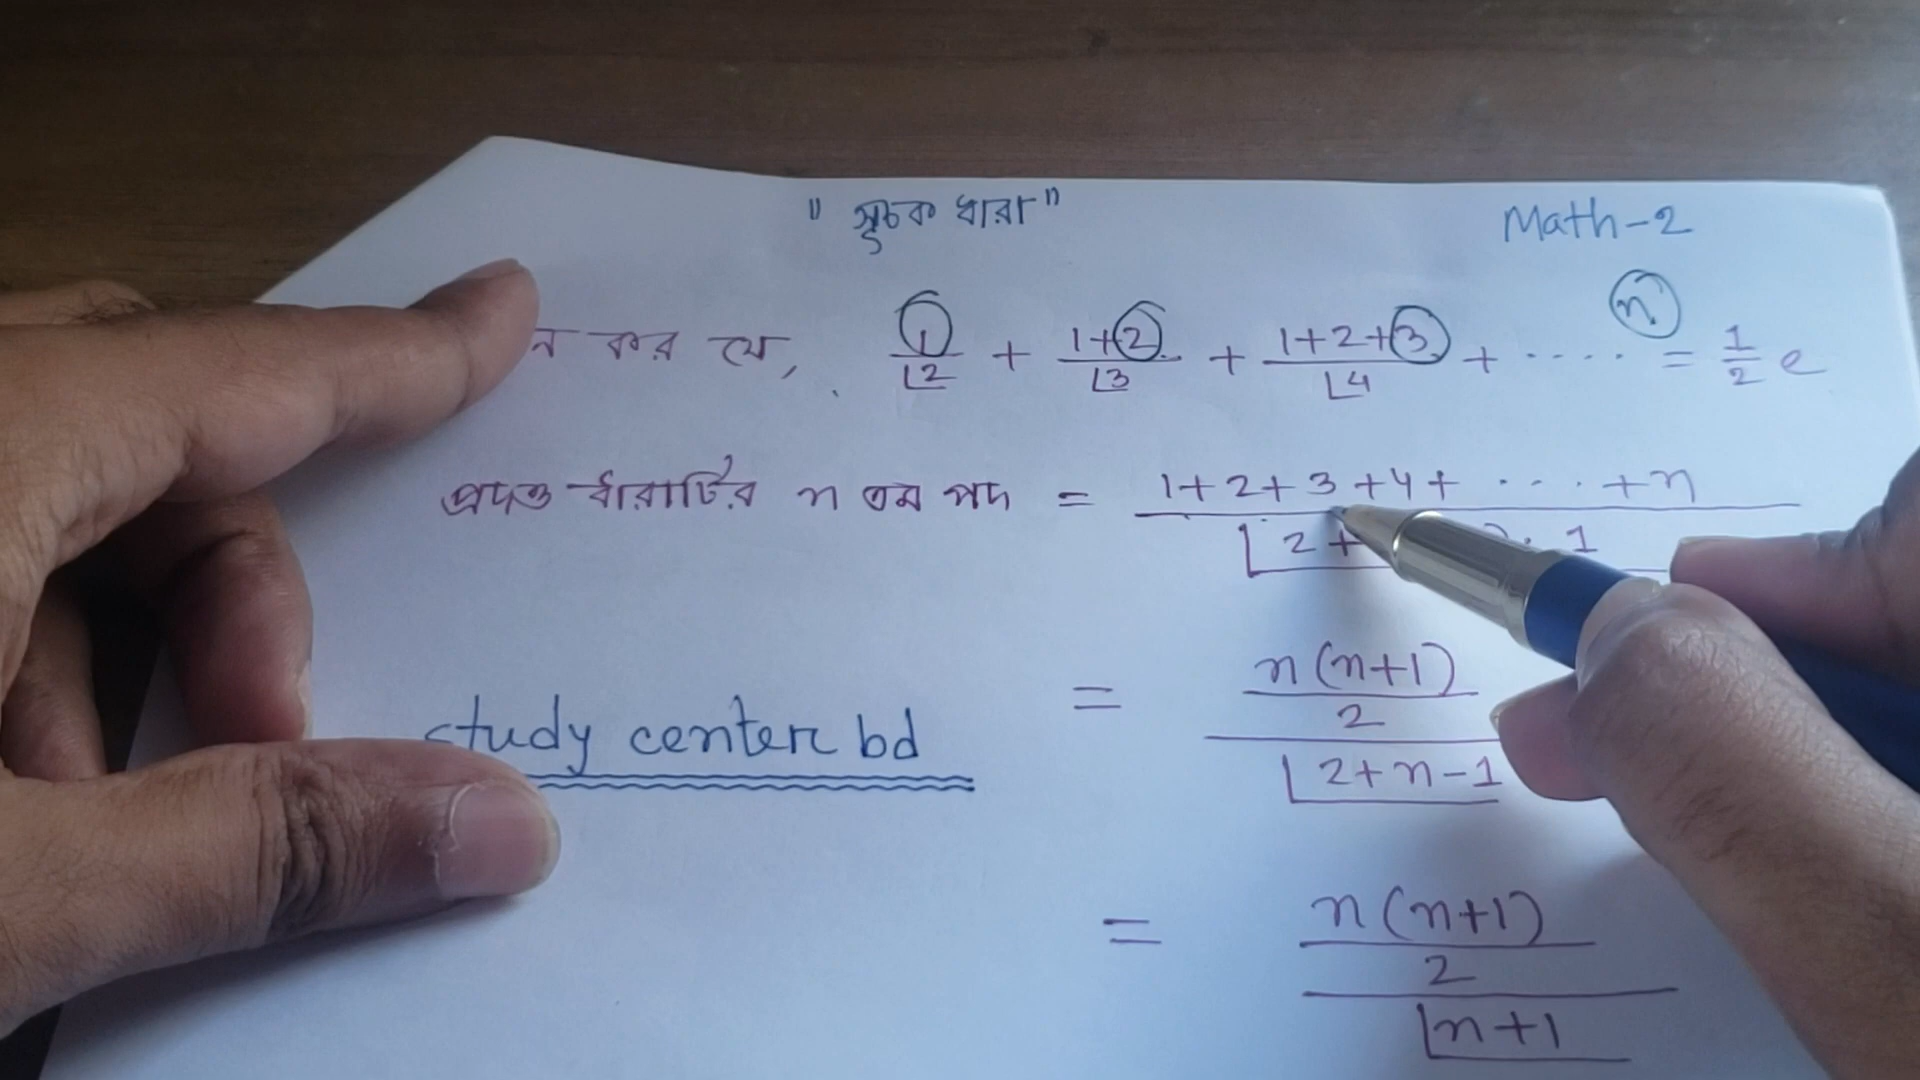 " সূচক ধারা " Math-2
ন কর যে, 1/⌊2 + 1+2/⌊3 + 1+2+3/⌊4 + ..... n = 1/2 e
প্রদত্ত ধারাটির n তম পদ = 1+2+3+4+ .... +n
⌊2+ 1
= n(n+1)
2
⌊2+n-1
study center bd
= n(n+1)
2
⌊n+1